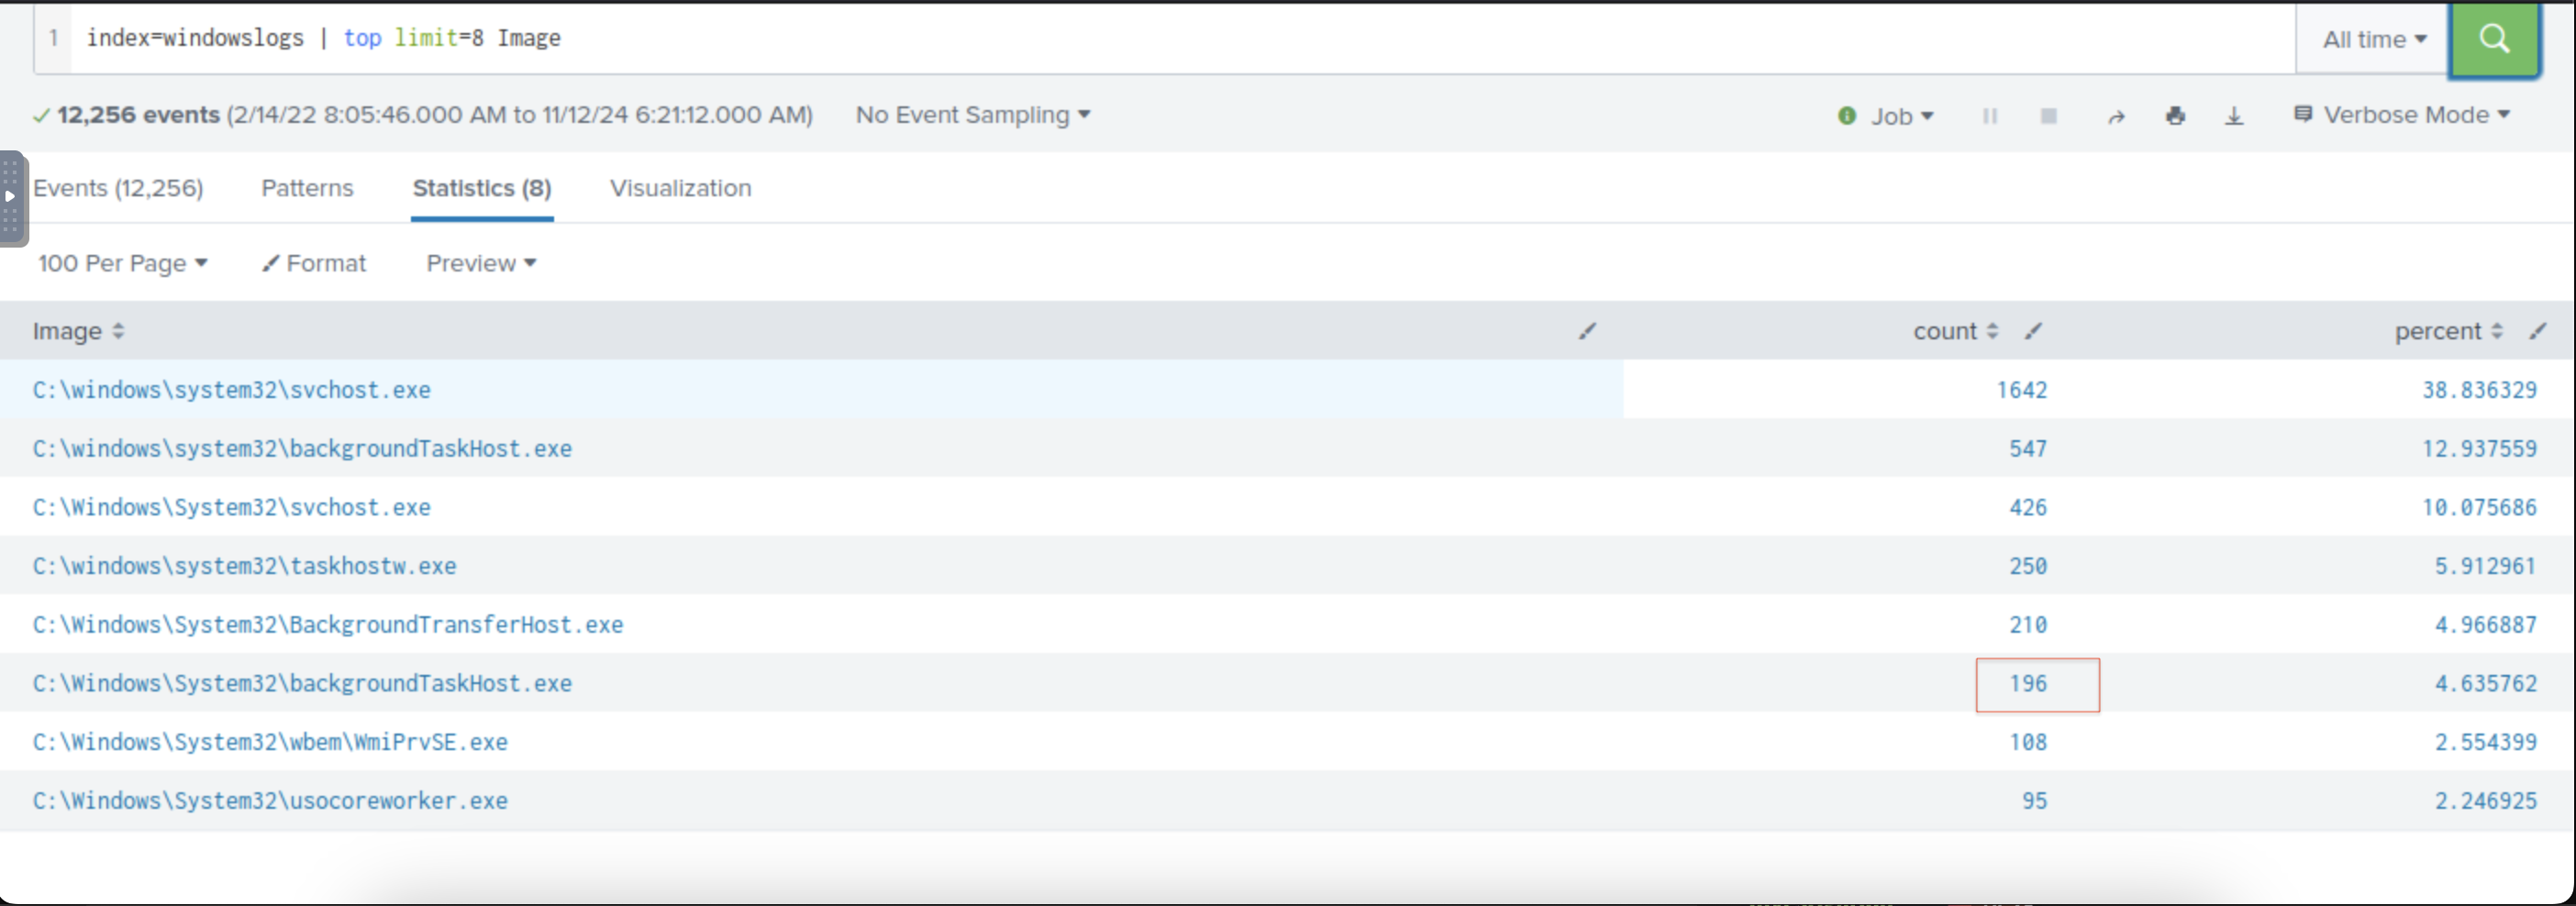 1 index=windowslogs | top limit=8 Image All time
12,256 events (2/14/22 8:05:46.000 AM to 11/12/24 6:21:12.000 AM) No Event Sampling Job Verbose Mode
Events (12,256) Patterns Statistics (8) Visualization
100 Per Page Format Preview
Image count percent
C:\windows\system32\svchost.exe 1642 38.836329
C:\windows\system32\backgroundTaskHost.exe 547 12.937559
C:\Windows\System32\svchost.exe 426 10.075686
C:\windows\system32\taskhostw.exe 250 5.912961
C:\Windows\System32\BackgroundTransferHost.exe 210 4.966887
C:\Windows\System32\backgroundTaskHost.exe 196 4.635762
C:\Windows\System32\wbem\WmiPrvSE.exe 108 2.554399
C:\Windows\System32\usocoreworker.exe 95 2.246925